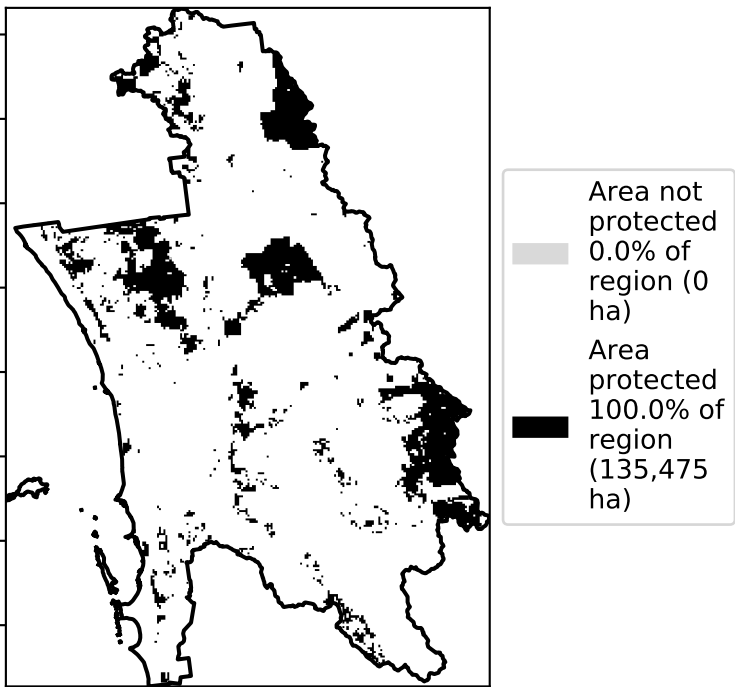 Area not
protected
0.0% of
region (0
ha)
Area
protected
100.0% of
region
(135,475
ha)